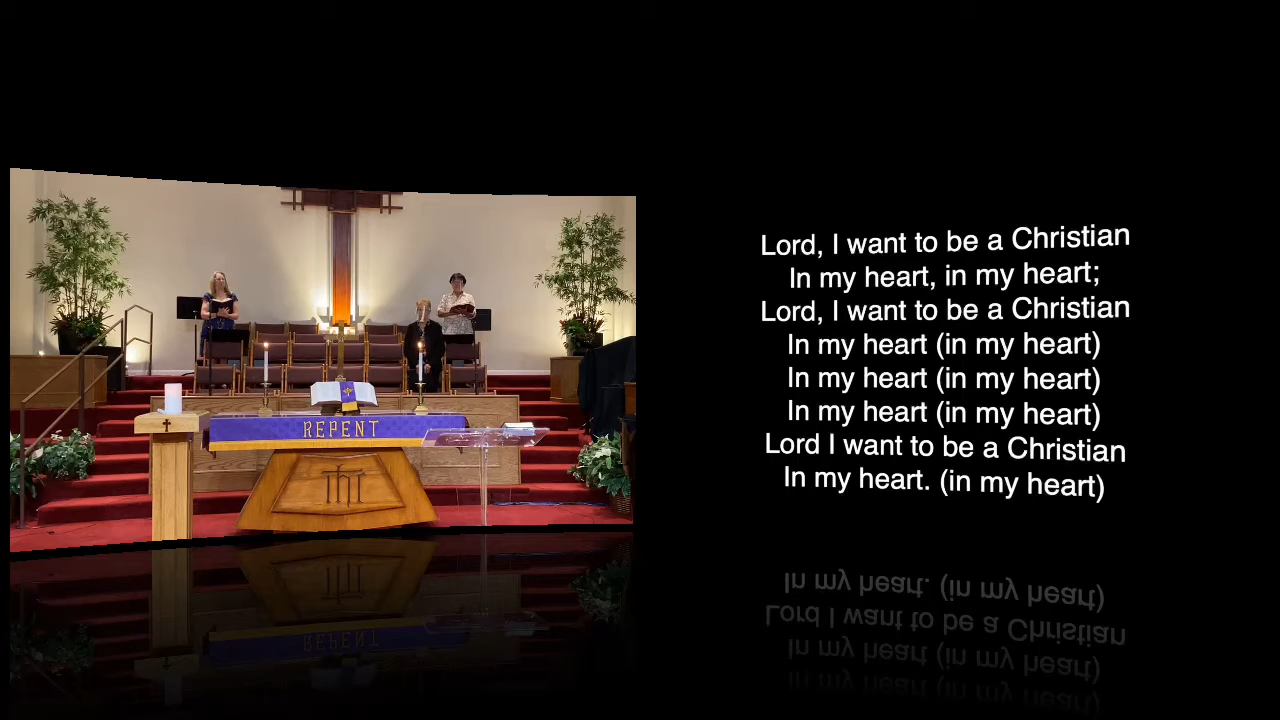 REPENT
IHS
Lord, I want to be a Christian
In my heart, in my heart;
Lord, I want to be a Christian
In my heart (in my heart)
In my heart (in my heart)
In my heart (in my heart)
Lord I want to be a Christian
In my heart. (in my heart)